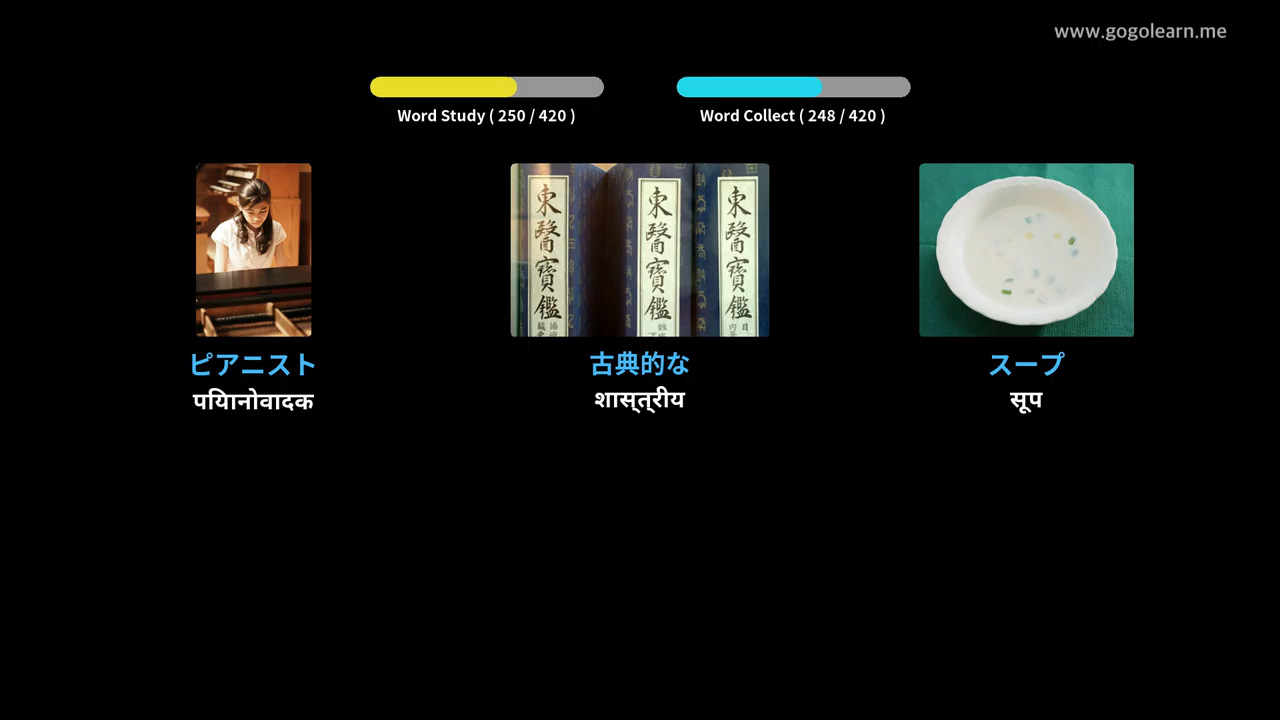 www.gogolearn.me
Word Study ( 250 / 420 )
Word Collect ( 248 / 420 )
東醫寶鑑
東醫寶鑑
東醫寶鑑
ピアニスト
古典的な
スープ
पियानोवादक
शास्त्रीय
सूप